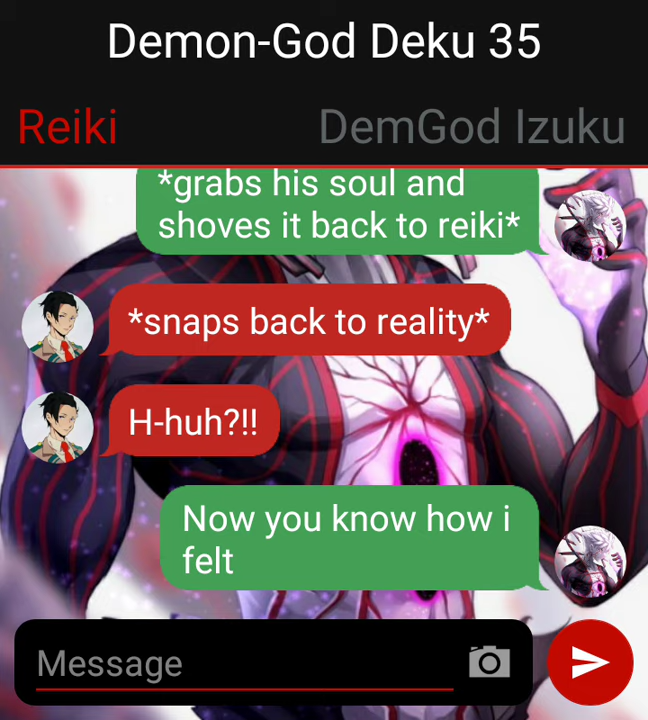 Demon-God Deku 35
Reiki
DemGod Izuku
*grabs his soul and
shoves it back to reiki*
*snaps back to reality*
H-huh?!!
Now you know how i
felt
Message